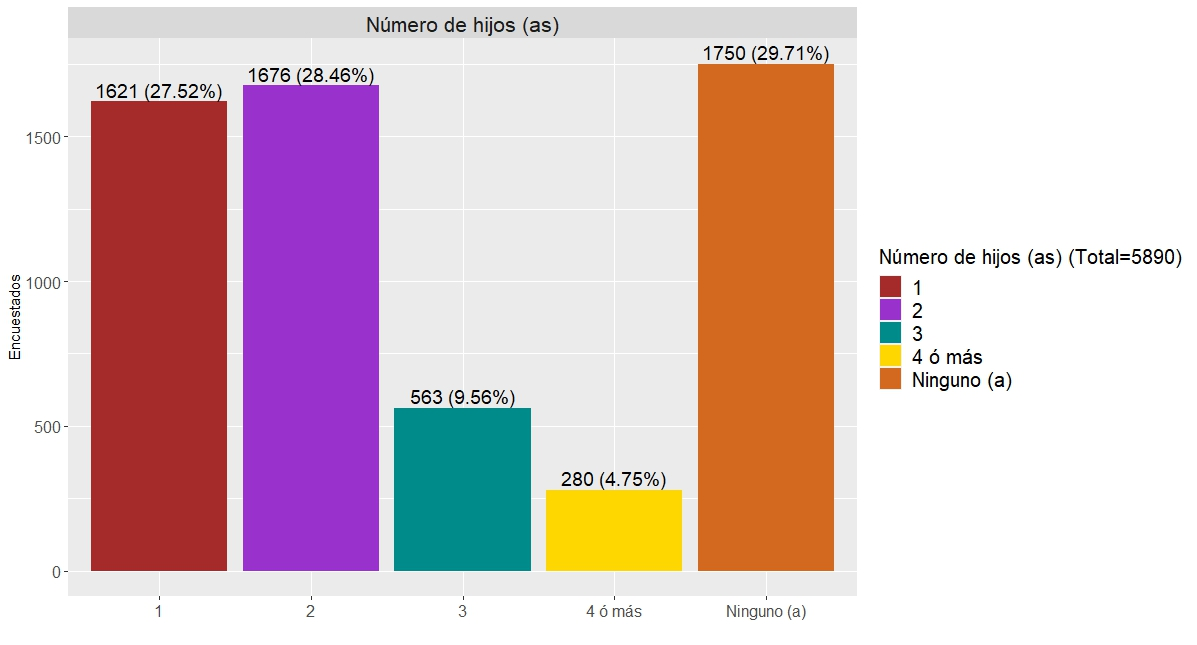 Número de hijos (as)
1750 (29.71%)
1676 (28.46%)
1621 (27.52%)
563 (9.56%)
280 (4.75%)
1500
1000
500
0
Encuestados
1
2
3
4 ó más
Ninguno (a)
Número de hijos (as) (Total=5890)
1
2
3
4 ó más
Ninguno (a)